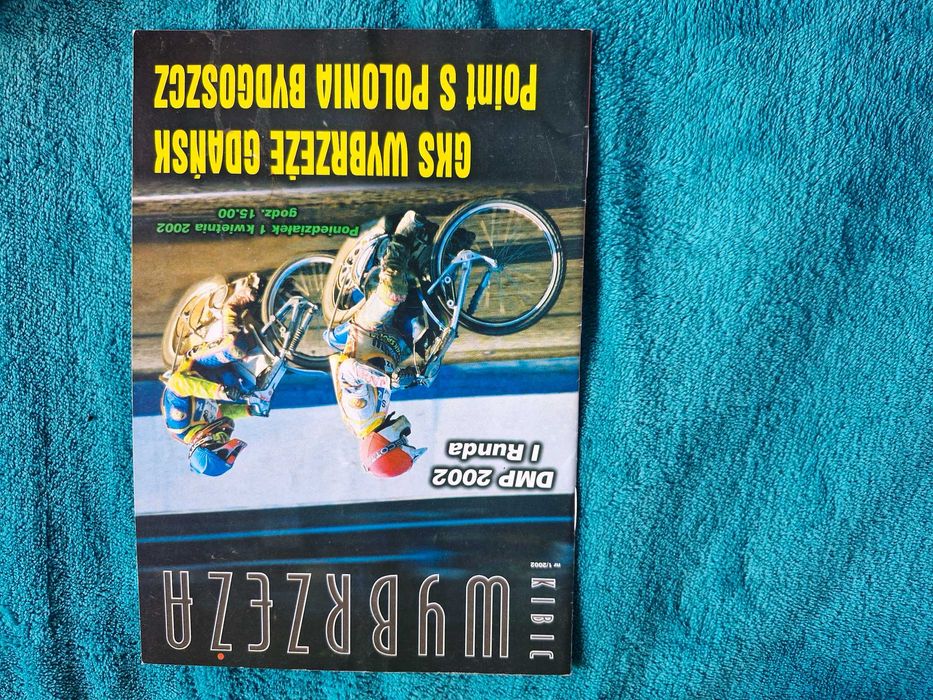 KIBIC
nr 1/2002
WYBRZEŻA
DMP 2002
I Runda
Poniedziałek 1 kwietnia 2002
godz. 15.00
GKS WYBRZEŻE GDAŃSK
Point S POLONIA BYDGOSZCZ